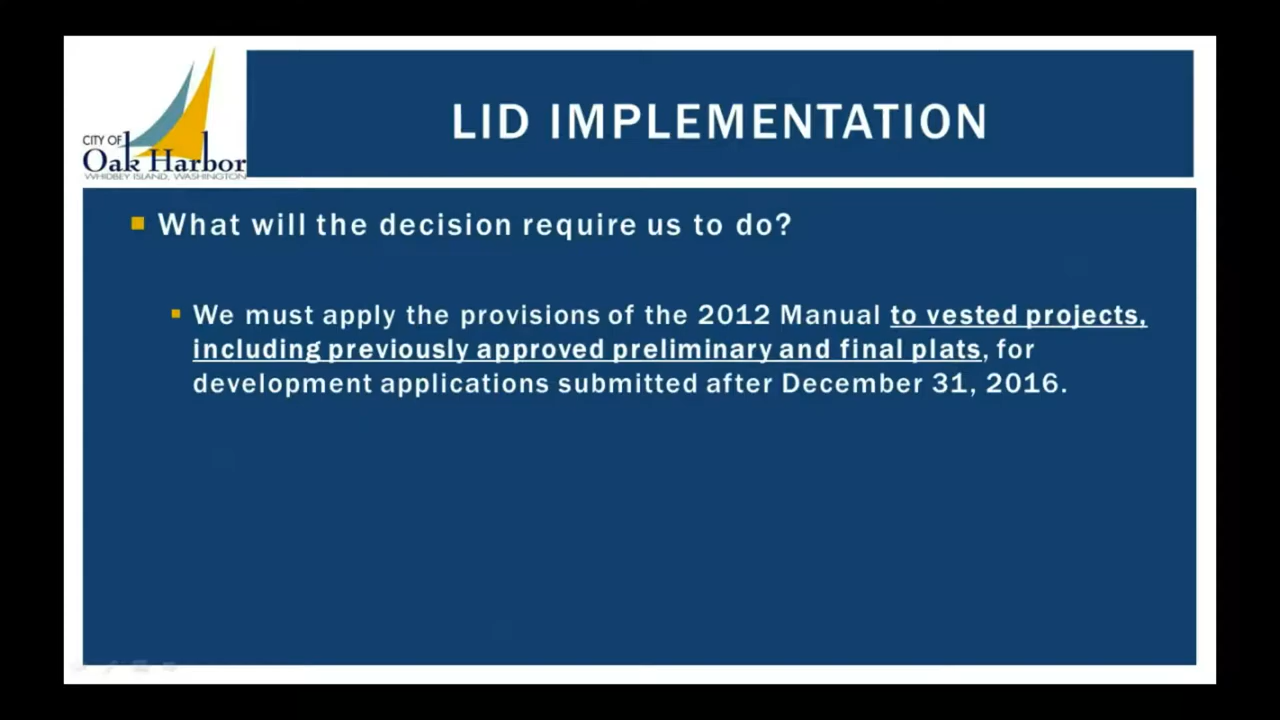 CITY OF
Oak Harbor
WHIDBEY ISLAND, WASHINGTON
LID IMPLEMENTATION
What will the decision require us to do?
We must apply the provisions of the 2012 Manual to vested projects,
including previously approved preliminary and final plats, for
development applications submitted after December 31, 2016.